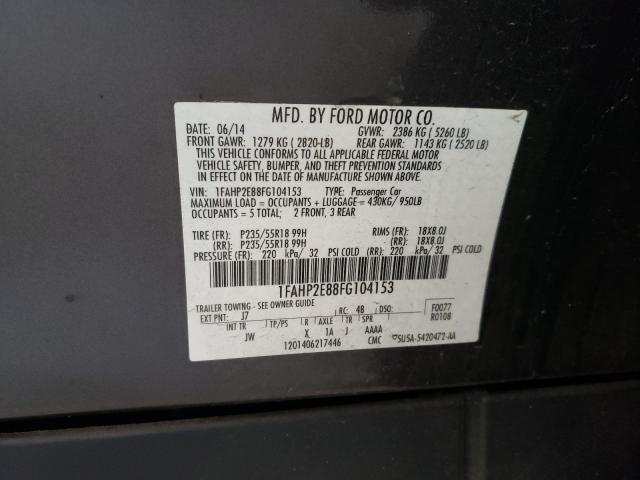 MFD. BY FORD MOTOR CO.
DATE: 06/14 GVWR: 2386 KG ( 5260 LB)
FRONT GAWR: 1279 KG ( 2820-LB) REAR GAWR: 1143 KG ( 2520 LB)
THIS VEHICLE CONFORMS TO ALL APPLICABLE FEDERAL MOTOR
VEHICLE SAFETY, BUMPER, AND THEFT PREVENTION STANDARDS
IN EFFECT ON THE DATE OF MANUFACTURE SHOWN ABOVE.
VIN: 1FAHP2E88FG104153 TYPE: Passenger Car
MAXIMUM LOAD = OCCUPANTS + LUGGAGE = 430KG/ 950LB
OCCUPANTS = 5 TOTAL; 2 FRONT, 3 REAR
TIRE (FR): P235/55R18 99H RIMS (FR): 18X8.0J
(RR): P235/55R18 99H (RR): 18X8.0J
PRESSURE (FR): 220 kPa/ 32 PSI COLD (RR): 220 kPa/ 32 PSI COLD
1FAHP2E88FG104153
TRAILER TOWING - SEE OWNER GUIDE
EXT PNT: J7 RC: 48 DSO: F0077
INT TR TP/PS R AXLE TR SPR R0108
JW X 1A J AAAA
1201406217446 CMC 5U5A-5420472-AA